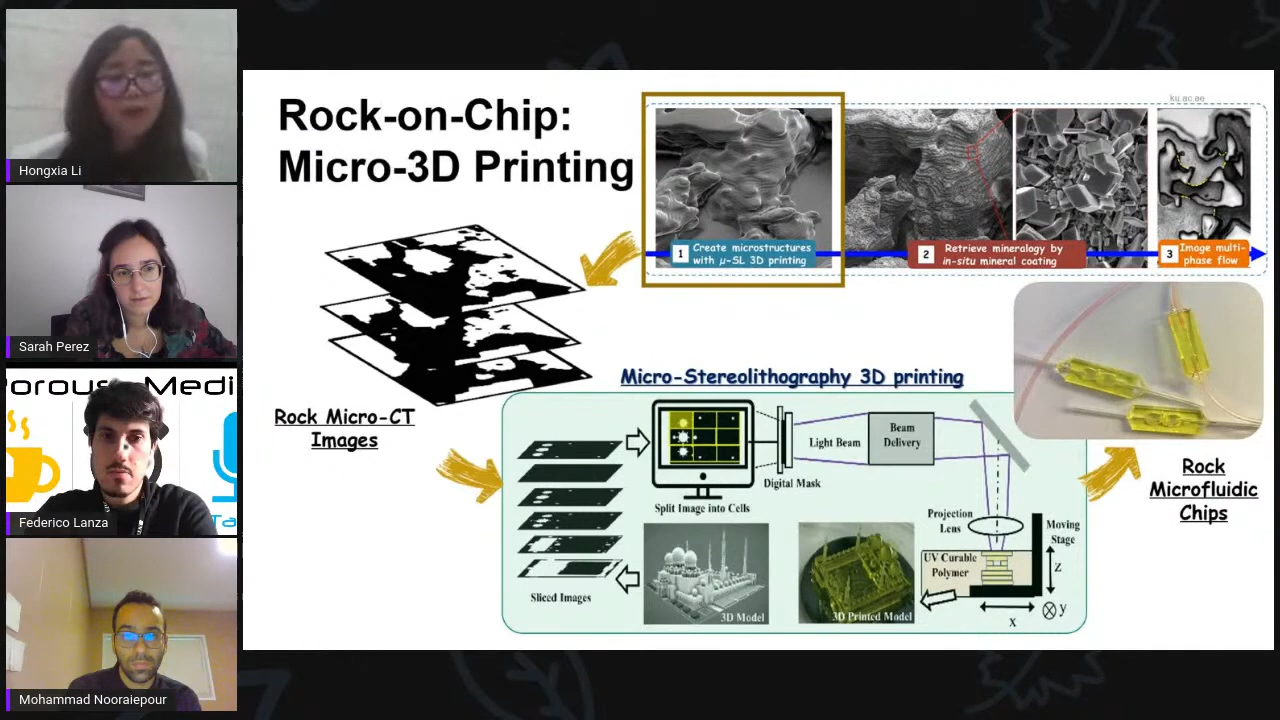 Hongxia Li
Sarah Perez
Porous Medi
Ta
Federico Lanza
Mohammad Nooraiepour
Rock-on-Chip:
Micro-3D Printing
ku.ac.ae
1 Create microstructures
with μ-SL 3D printing
2 Retrieve mineralogy by
in-situ mineral coating
3 Image multi-
phase flow
Rock Micro-CT
Images
Micro-Stereolithography 3D printing
Split Image into Cells
Digital Mask
Light Beam
Beam
Delivery
Projection
Lens
Moving
Stage
UV Curable
Polymer
Z
x
y
Sliced Images
3D Model
3D Printed Model
Rock
Microfluidic
Chips